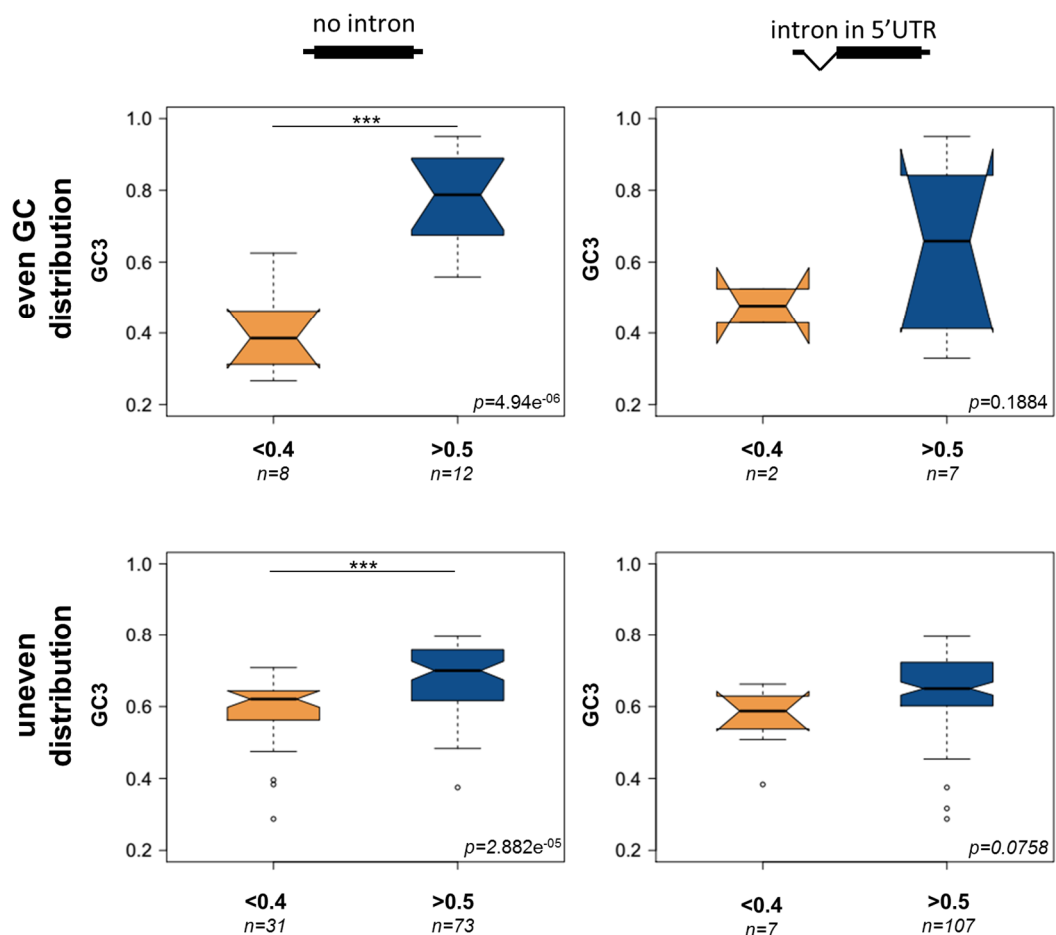 no intron
intron in 5'UTR
even GC
distribution
GC3
1.0
0.8
0.6
0.4
0.2
***
p=4.94e-06
<0.4
>0.5
n=8
n=12
GC3
1.0
0.8
0.6
0.4
0.2
p=0.1884
<0.4
>0.5
n=2
n=7
uneven
distribution
GC3
1.0
0.8
0.6
0.4
0.2
***
p=2.882e-05
<0.4
>0.5
n=31
n=73
GC3
1.0
0.8
0.6
0.4
0.2
p=0.0758
<0.4
>0.5
n=7
n=107